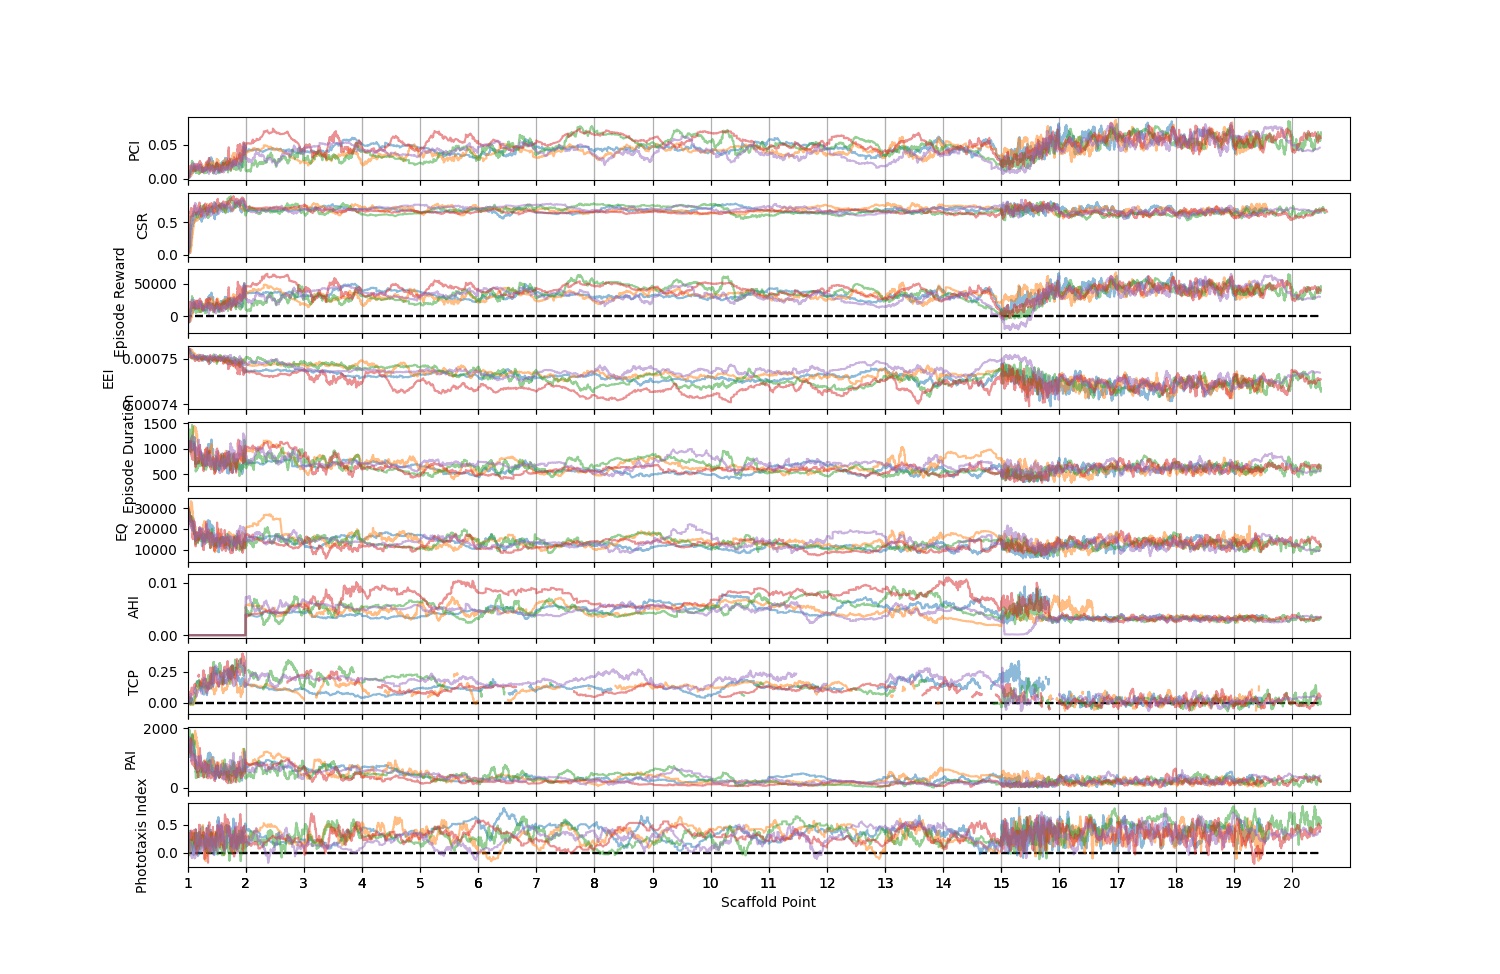 PCI
0.05
0.00
CSR
0.5
0.0
Episode Reward
50000
0
EEI
0.00075
0.00074
Episode Duration
1500
1000
500
EQ
30000
20000
10000
AHI
0.01
0.00
TCP
0.25
0.00
PAI
2000
0
Phototaxis Index
0.5
0.0
1 2 3 4 5 6 7 8 9 10 11 12 13 14 15 16 17 18 19 20
Scaffold Point